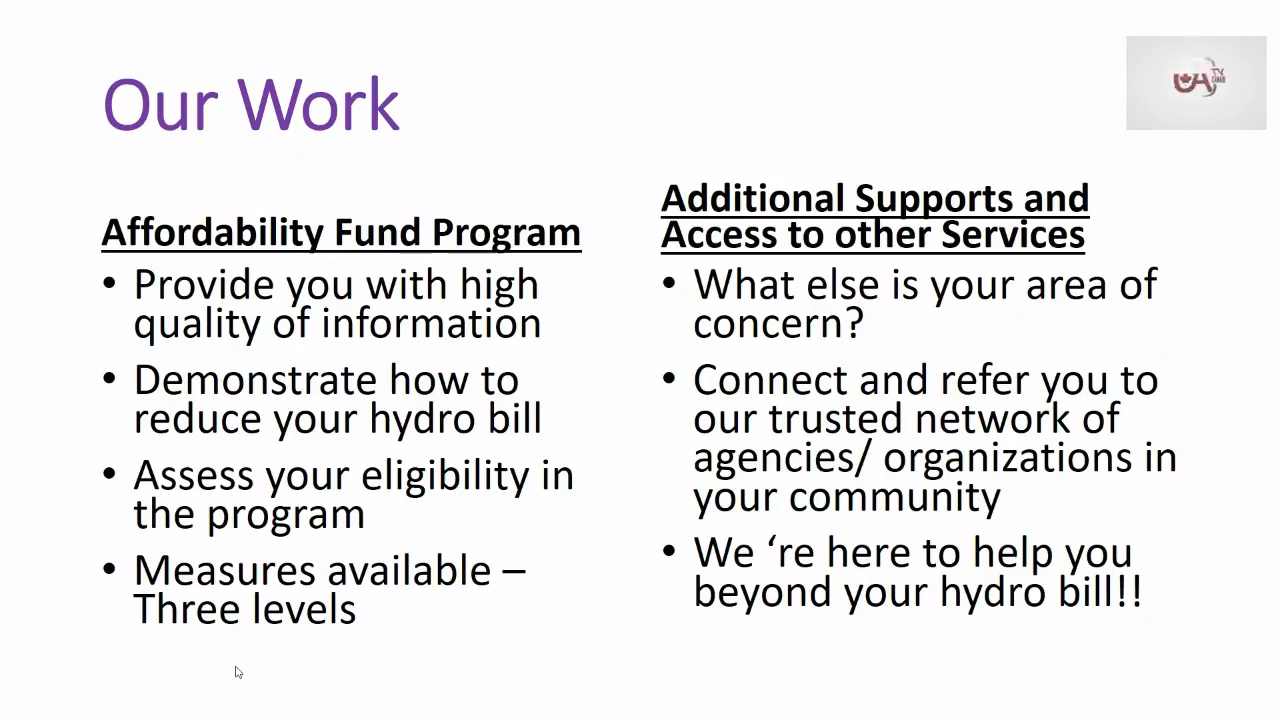 Our Work
UA TV
CANADA
Affordability Fund Program
• Provide you with high
quality of information
• Demonstrate how to
reduce your hydro bill
• Assess your eligibility in
the program
• Measures available –
Three levels
Additional Supports and
Access to other Services
• What else is your area of
concern?
• Connect and refer you to
our trusted network of
agencies/ organizations in
your community
• We ‘re here to help you
beyond your hydro bill!!